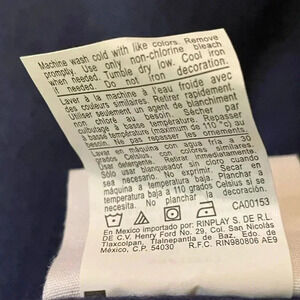 Machine wash cold with like colors. Remove
promptly. Use only non-chlorine bleach
when needed. Tumble dry low. Cool iron
if needed. Do not iron decoration.
Laver à la machine à l'eau froide avec
des couleurs similaires. Retirer rapidement.
Utiliser seulement un agent de blanchiment
non chloré au besoin. Sécher par
culbutage à basse température. Repasser
à basse température (maximum de 110 ºc) au
besoin. Ne pas repasser les ornements.
Lavar en máquina con agua fría a 30
grados Celsius, con colores similares.
Usar detergente. Retirar de inmediato.
Sólo usar blanqueador sin cloro cuando
sea necesario. No exprimir. Secar en
máquina a temperatura baja. Planchar a
temperatura baja a 110 grados Celsius si se
necesita. No planchar la decoración.
CA00153
En México importado por: RINPLAY S. DE R.L.
DE C.V. Henry Ford No. 29, Col. San Nicolás
Tlaxcolpan, Tlalnepantla de Baz, Edo. de
México, C.P. 54030 R.F.C. RIN980806 AE9